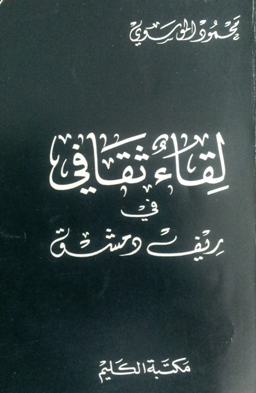 محمود الموسوي
لقاء ثقافي
في
ريف دمشق
مكتبة الكليم